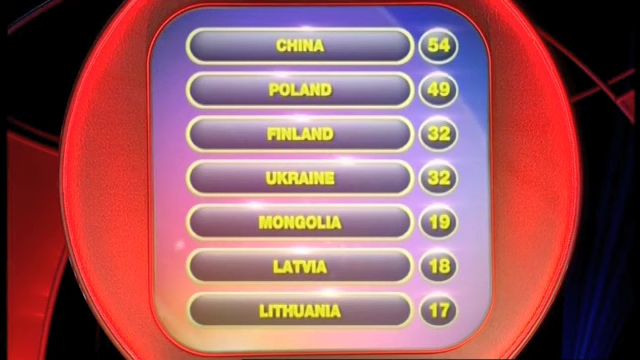 CHINA 54
POLAND 49
FINLAND 32
UKRAINE 32
MONGOLIA 19
LATVIA 18
LITHUANIA 17